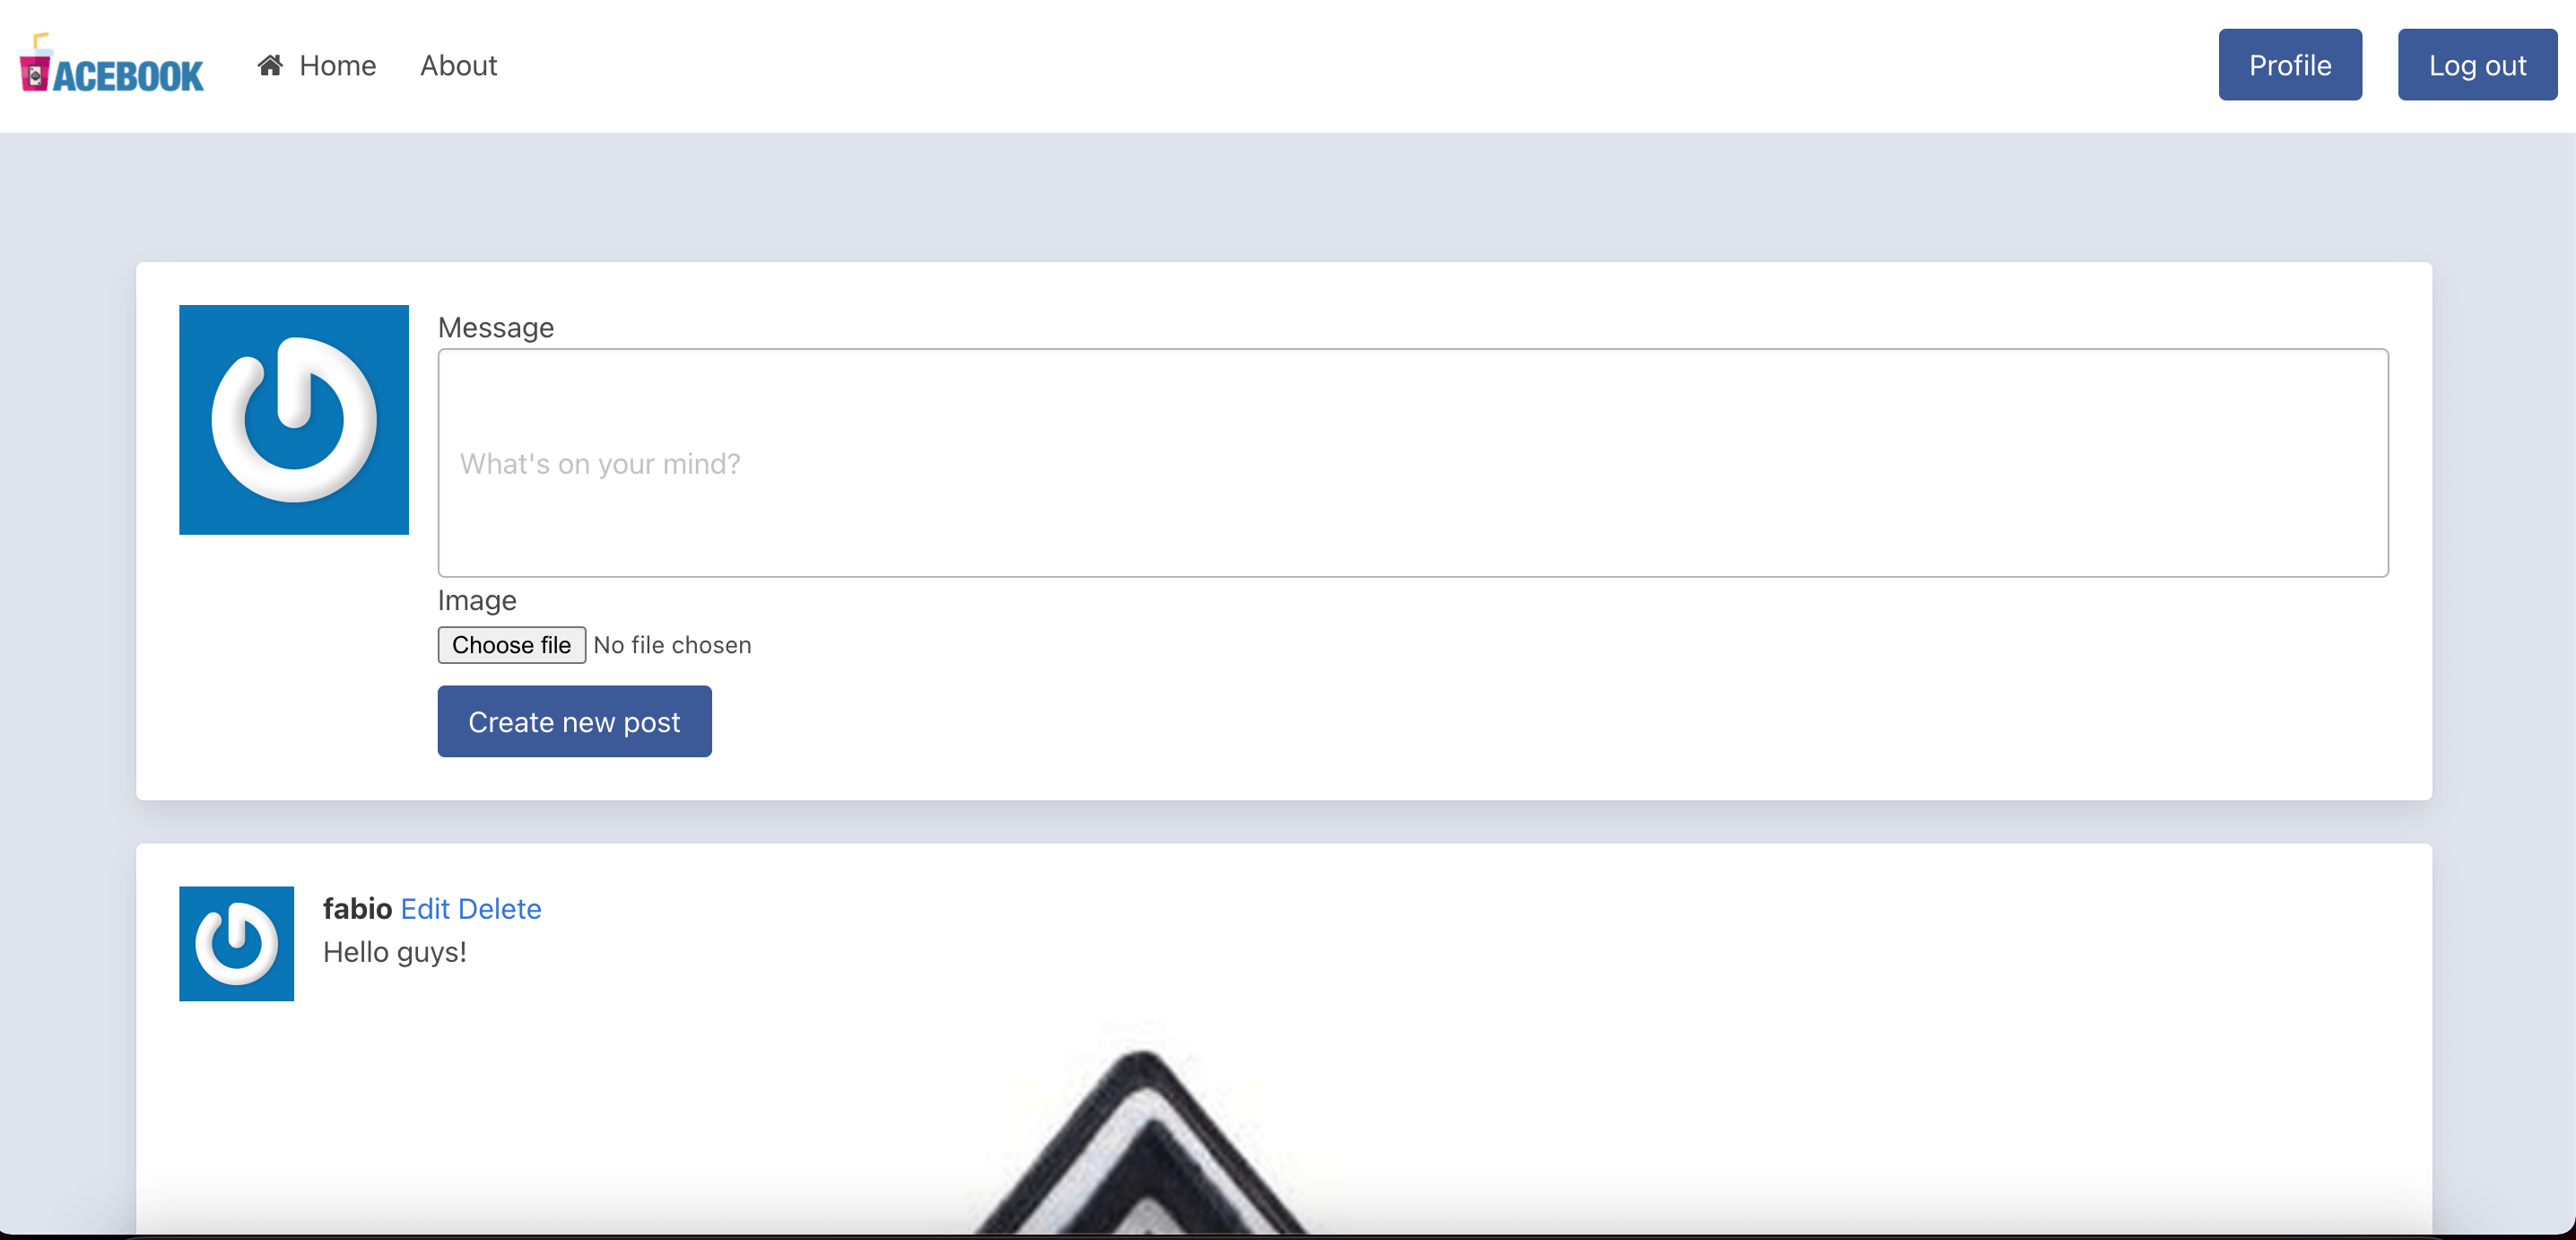 ACEBOOK Home About Profile Log out
Message
What's on your mind?
Image
Choose file No file chosen
Create new post
fabio Edit Delete
Hello guys!